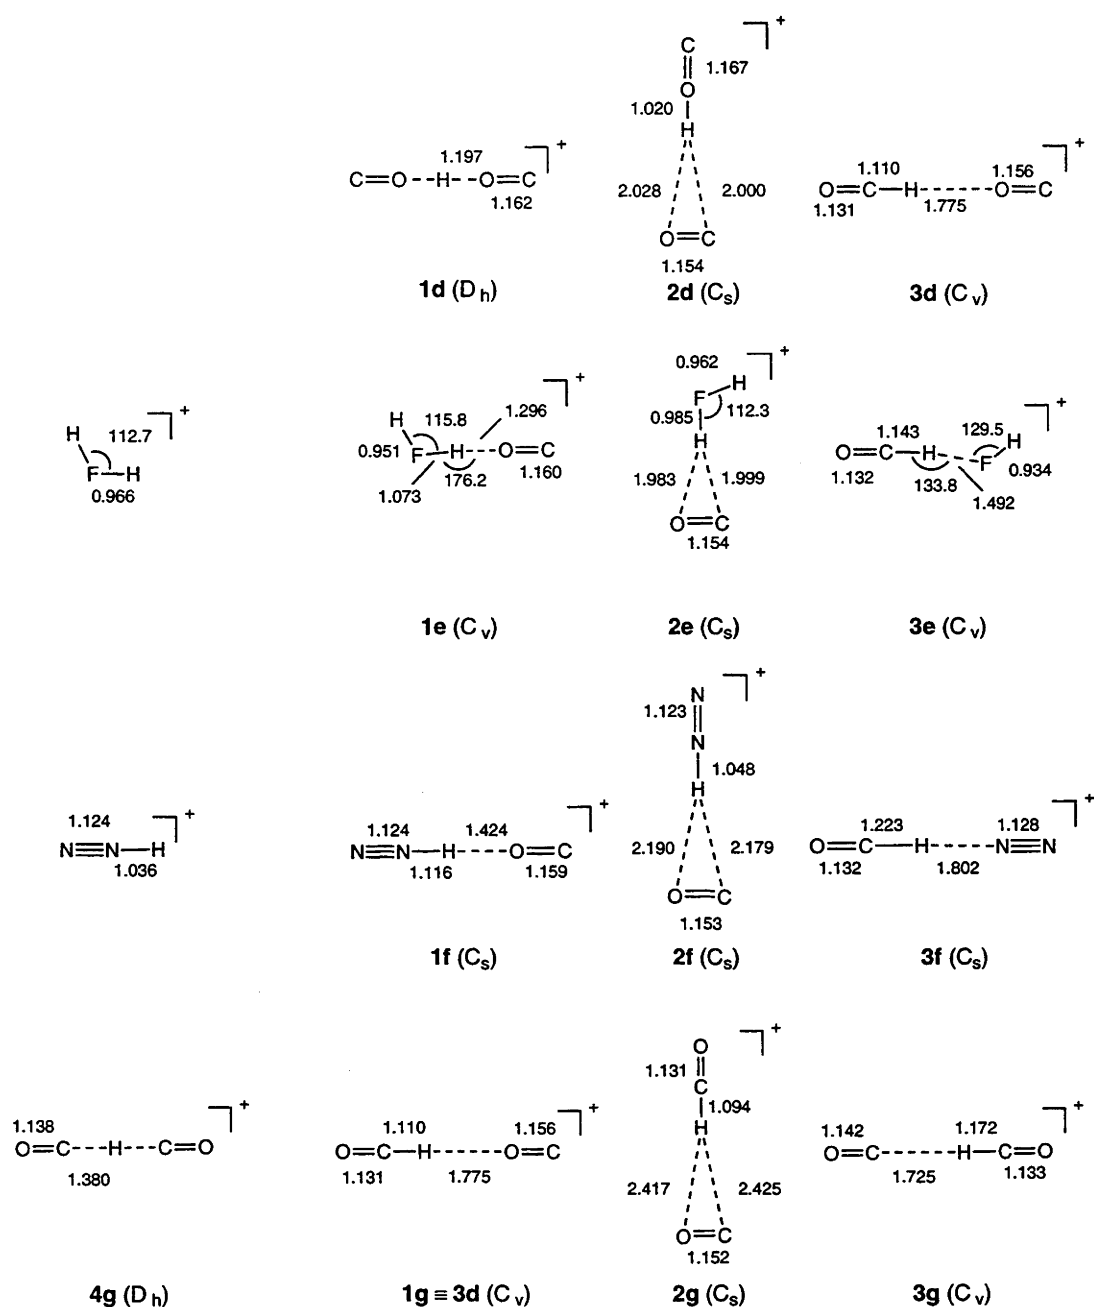 C
1.167
O
1.020
H
2.028
2.000
O=C
1.154
2d (Cs)
+
1.197
C=O--H--O=C
1.162
1d (Dh)
+
1.110
1.156
O=C—H-----O=C
1.131
1.775
3d (Cv)
+
H
112.7
F—H
0.966
+
H
115.8
1.296
0.951
F—H---O=C
1.073
176.2
1.160
1e (Cv)
+
0.962
H
F
0.985
112.3
H
1.983
1.999
O=C
1.154
2e (Cs)
+
1.143
129.5
H
O=C—H--F
1.132
133.8
0.934
1.492
3e (Cv)
+
1.124
N≡N—H
1.036
+
1.124
1.424
N≡N—H---O=C
1.116
1.159
1f (Cs)
+
N
1.123
N
1.048
H
2.190
2.179
O=C
1.153
2f (Cs)
+
1.223
1.128
O=C—H----N≡N
1.132
1.802
3f (Cs)
+
1.138
O=C---H---C=O
1.380
4g (Dh)
+
1.110
1.156
O=C—H-----O=C
1.131
1.775
1g ≡ 3d (Cv)
+
O
1.131
C
1.094
H
2.417
2.425
O=C
1.152
2g (Cs)
+
1.142
1.172
O=C-----H—C=O
1.725
1.133
3g (Cv)
+